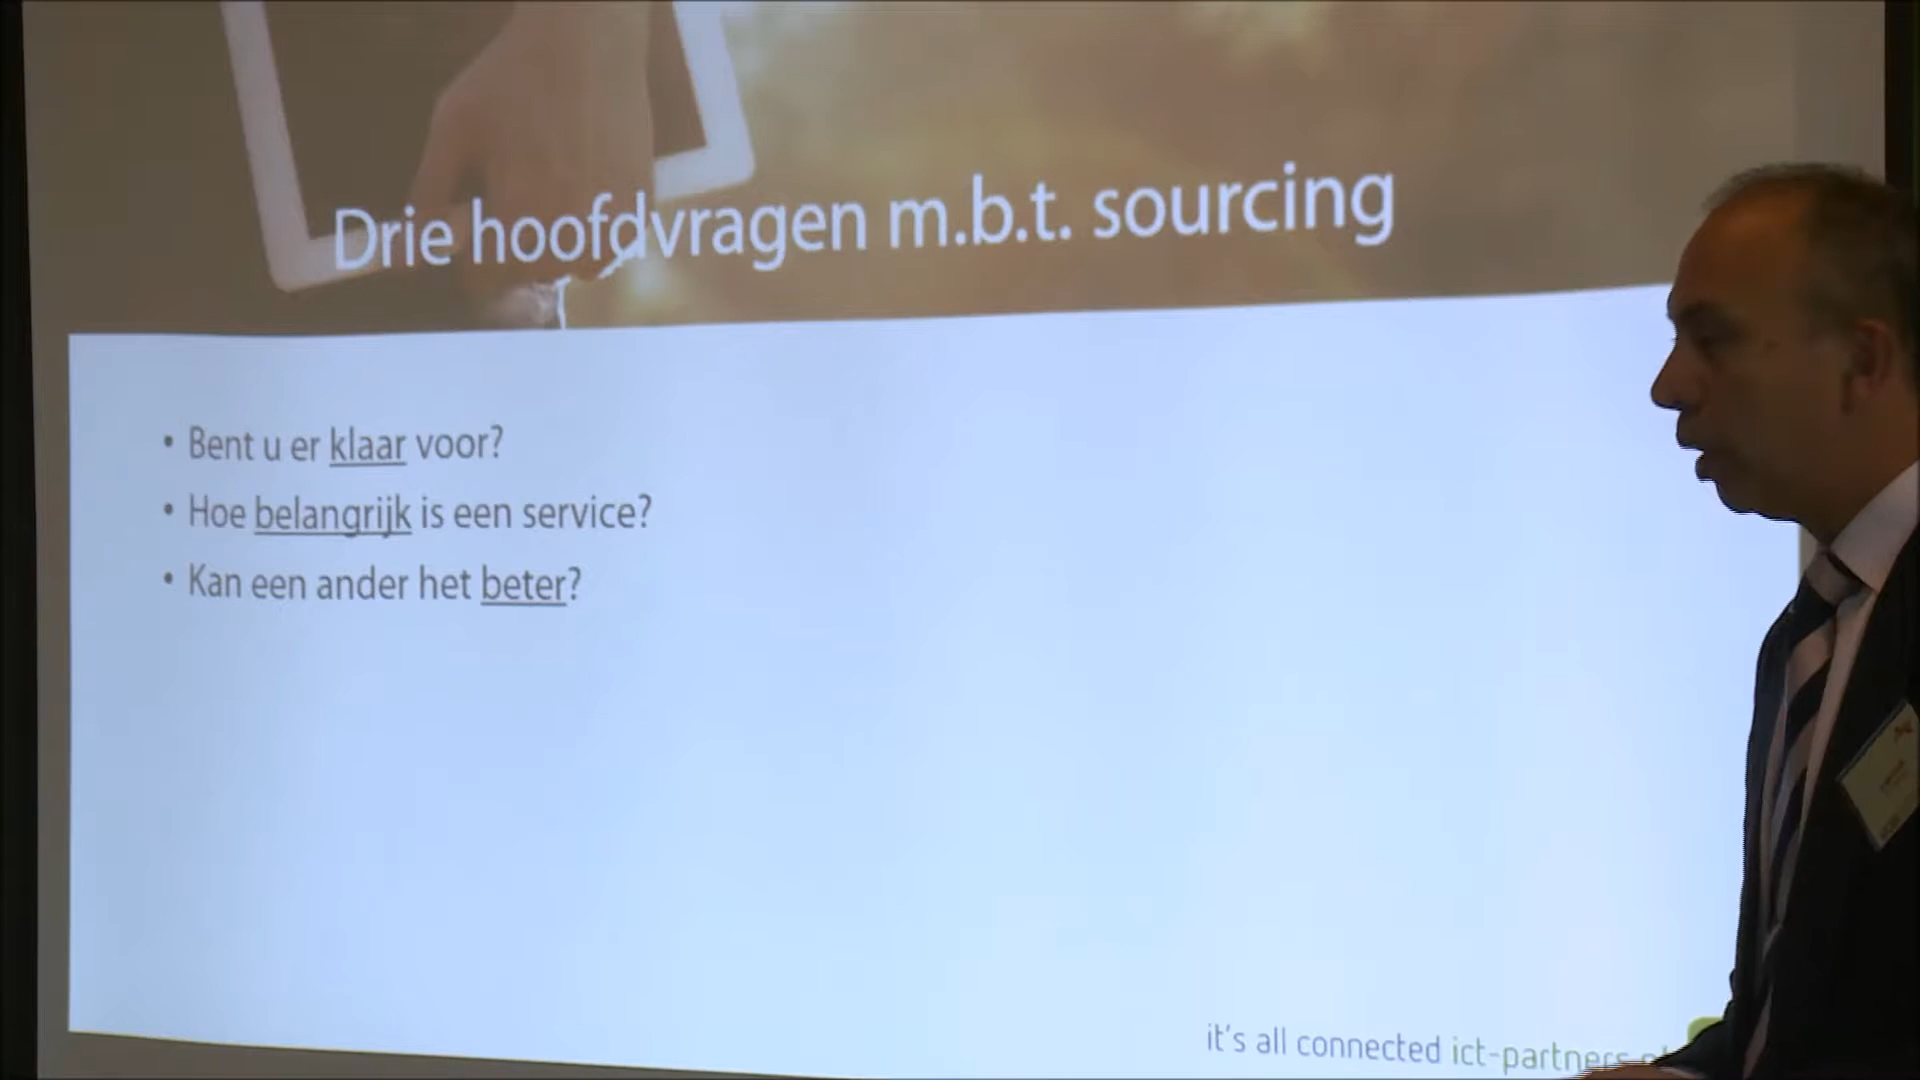 Drie hoofdvragen m.b.t. sourcing
• Bent u er klaar voor?
• Hoe belangrijk is een service?
• Kan een ander het beter?
it's all connected ict-partners